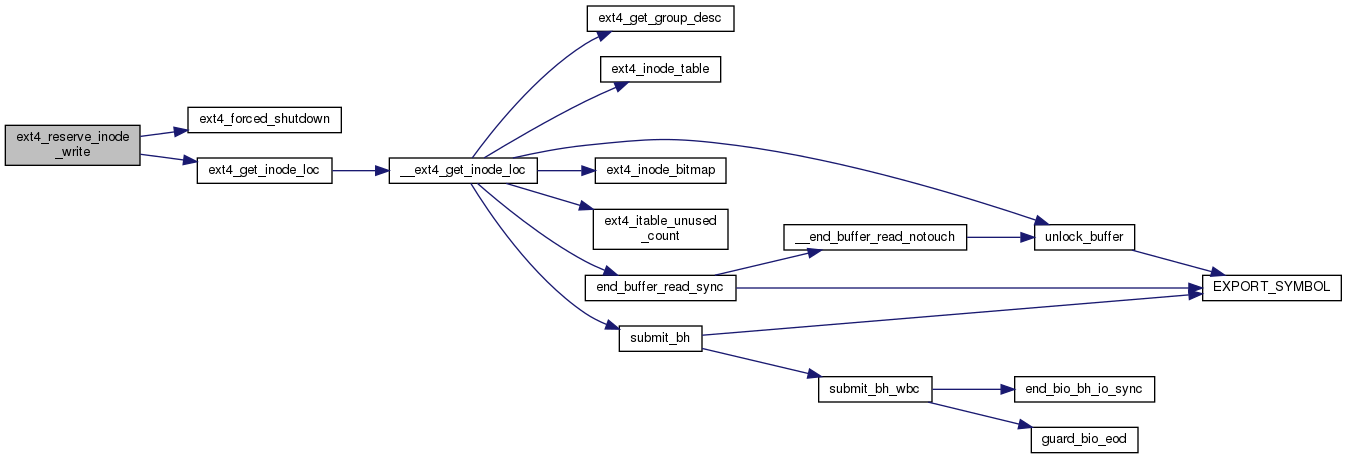 ext4_reserve_inode
_write
ext4_forced_shutdown
ext4_get_inode_loc
__ext4_get_inode_loc
ext4_get_group_desc
ext4_inode_table
ext4_inode_bitmap
ext4_itable_unused
_count
end_buffer_read_sync
submit_bh
__end_buffer_read_notouch
submit_bh_wbc
unlock_buffer
end_bio_bh_io_sync
guard_bio_eod
EXPORT_SYMBOL